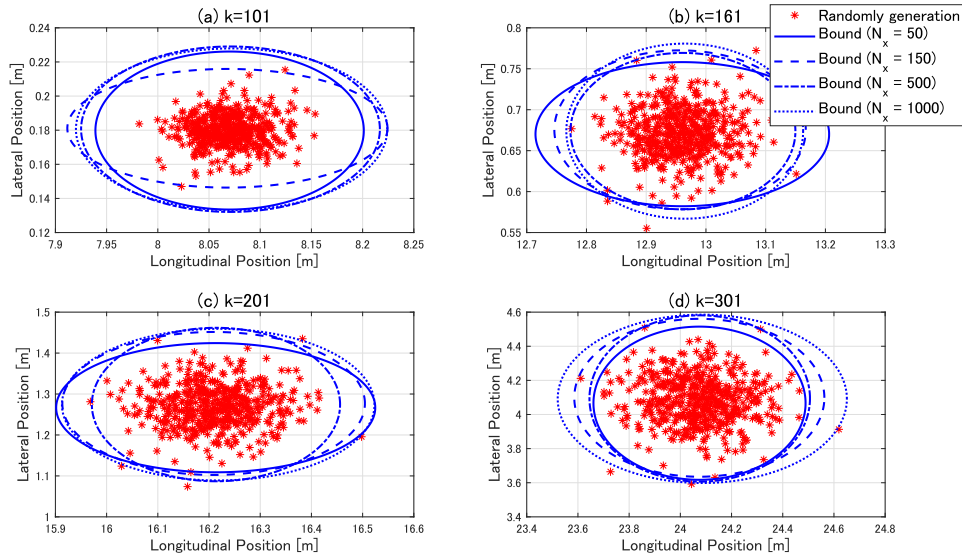 (a) k=101
0.24
0.22
0.2
0.18
0.16
0.14
0.12
Lateral Position [m]
7.9 7.95 8 8.05 8.1 8.15 8.2 8.25
Longitudinal Position [m]
(b) k=161
0.8
0.75
0.7
0.65
0.6
0.55
Lateral Position [m]
12.7 12.8 12.9 13 13.1 13.2 13.3
Longitudinal Position [m]
Randomly generation
Bound (N_x = 50)
Bound (N_x = 150)
Bound (N_x = 500)
Bound (N_x = 1000)
(c) k=201
1.5
1.4
1.3
1.2
1.1
1
Lateral Position [m]
15.9 16 16.1 16.2 16.3 16.4 16.5 16.6
Longitudinal Position [m]
(d) k=301
4.6
4.4
4.2
4
3.8
3.6
3.4
Lateral Position [m]
23.4 23.6 23.8 24 24.2 24.4 24.6 24.8
Longitudinal Position [m]